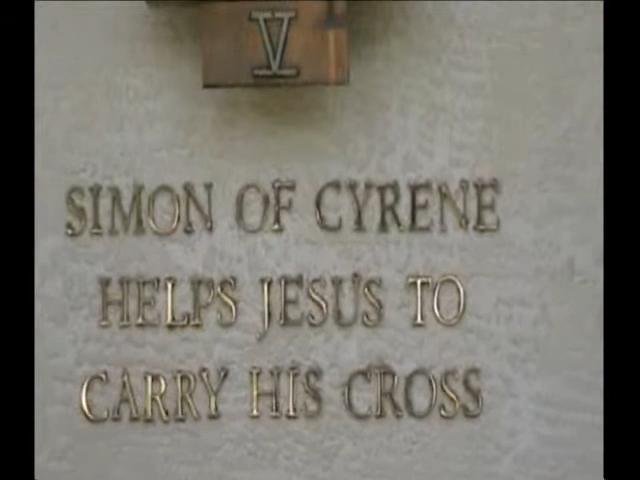 V
SIMON OF CYRENE
HELPS JESUS TO
CARRY HIS CROSS